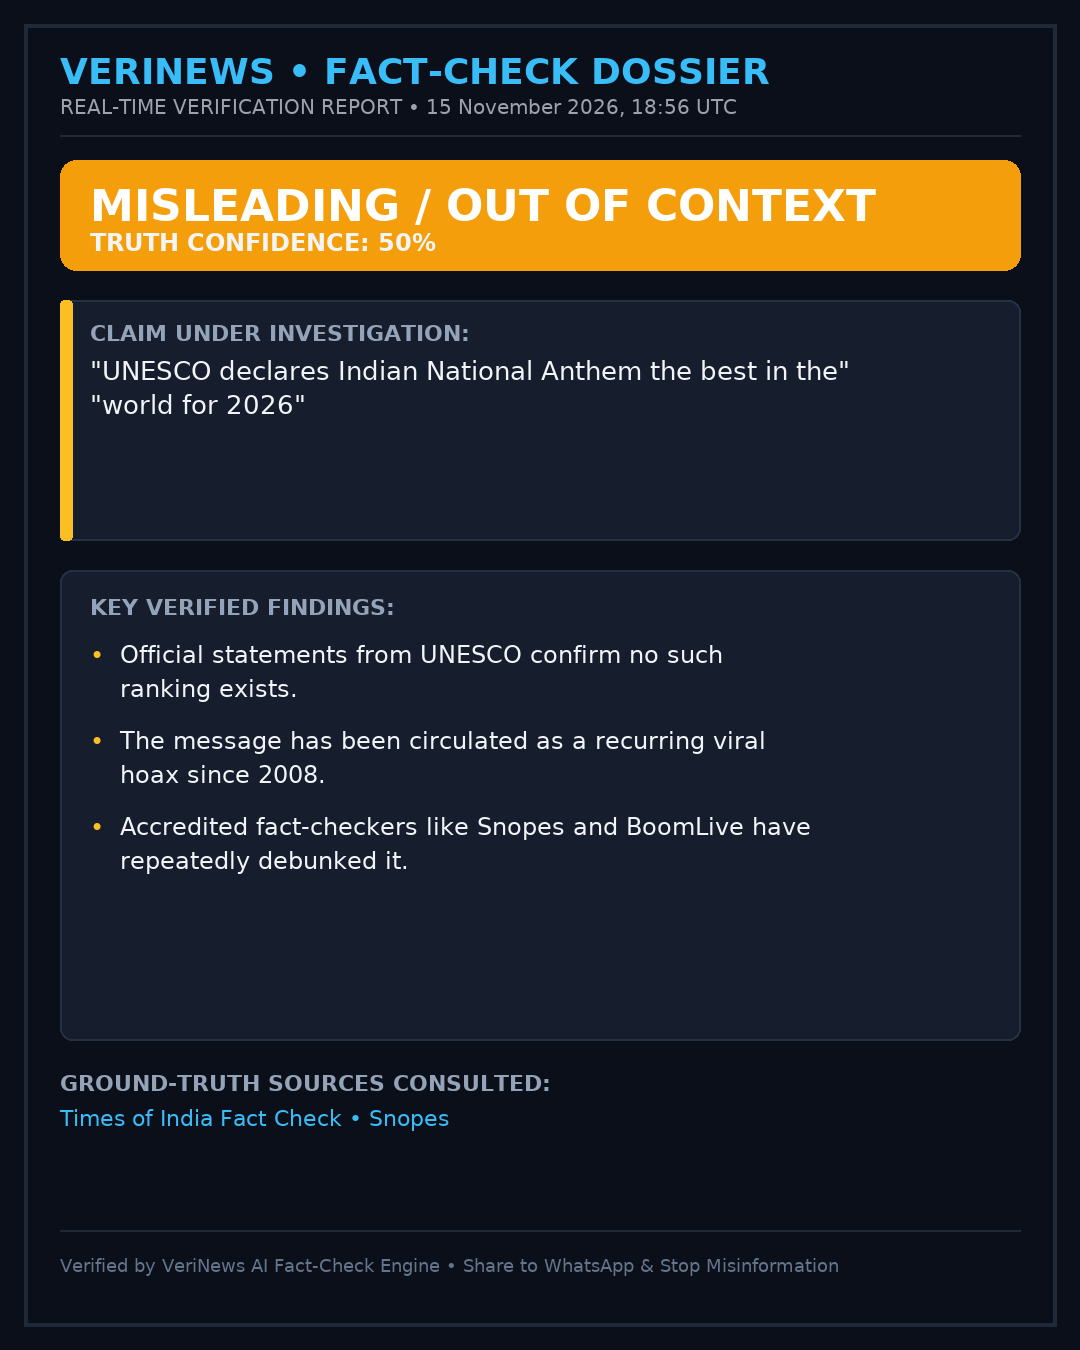 VERINEWS • FACT-CHECK DOSSIER
REAL-TIME VERIFICATION REPORT • 15 November 2026, 18:56 UTC
MISLEADING / OUT OF CONTEXT
TRUTH CONFIDENCE: 50%
CLAIM UNDER INVESTIGATION:
"UNESCO declares Indian National Anthem the best in the"
"world for 2026"
KEY VERIFIED FINDINGS:
• Official statements from UNESCO confirm no such
ranking exists.
• The message has been circulated as a recurring viral
hoax since 2008.
• Accredited fact-checkers like Snopes and BoomLive have
repeatedly debunked it.
GROUND-TRUTH SOURCES CONSULTED:
Times of India Fact Check • Snopes
Verified by VeriNews AI Fact-Check Engine • Share to WhatsApp & Stop Misinformation